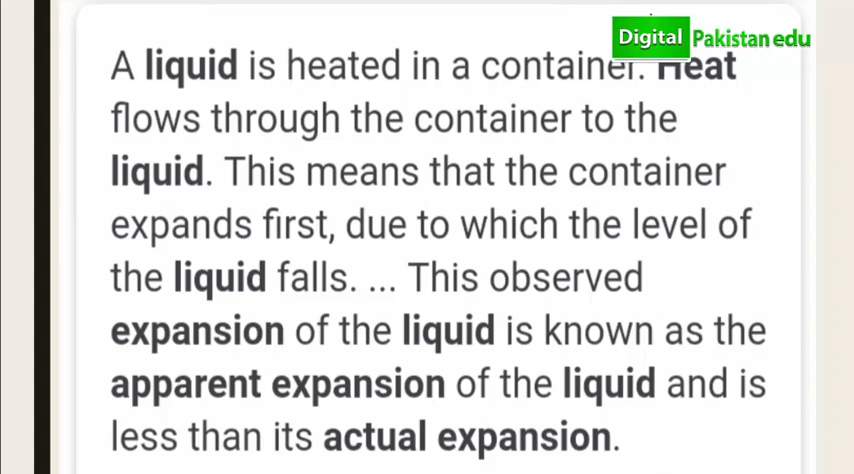 Digital Pakistan edu
A liquid is heated in a container. Heat
flows through the container to the
liquid. This means that the container
expands first, due to which the level of
the liquid falls. ... This observed
expansion of the liquid is known as the
apparent expansion of the liquid and is
less than its actual expansion.